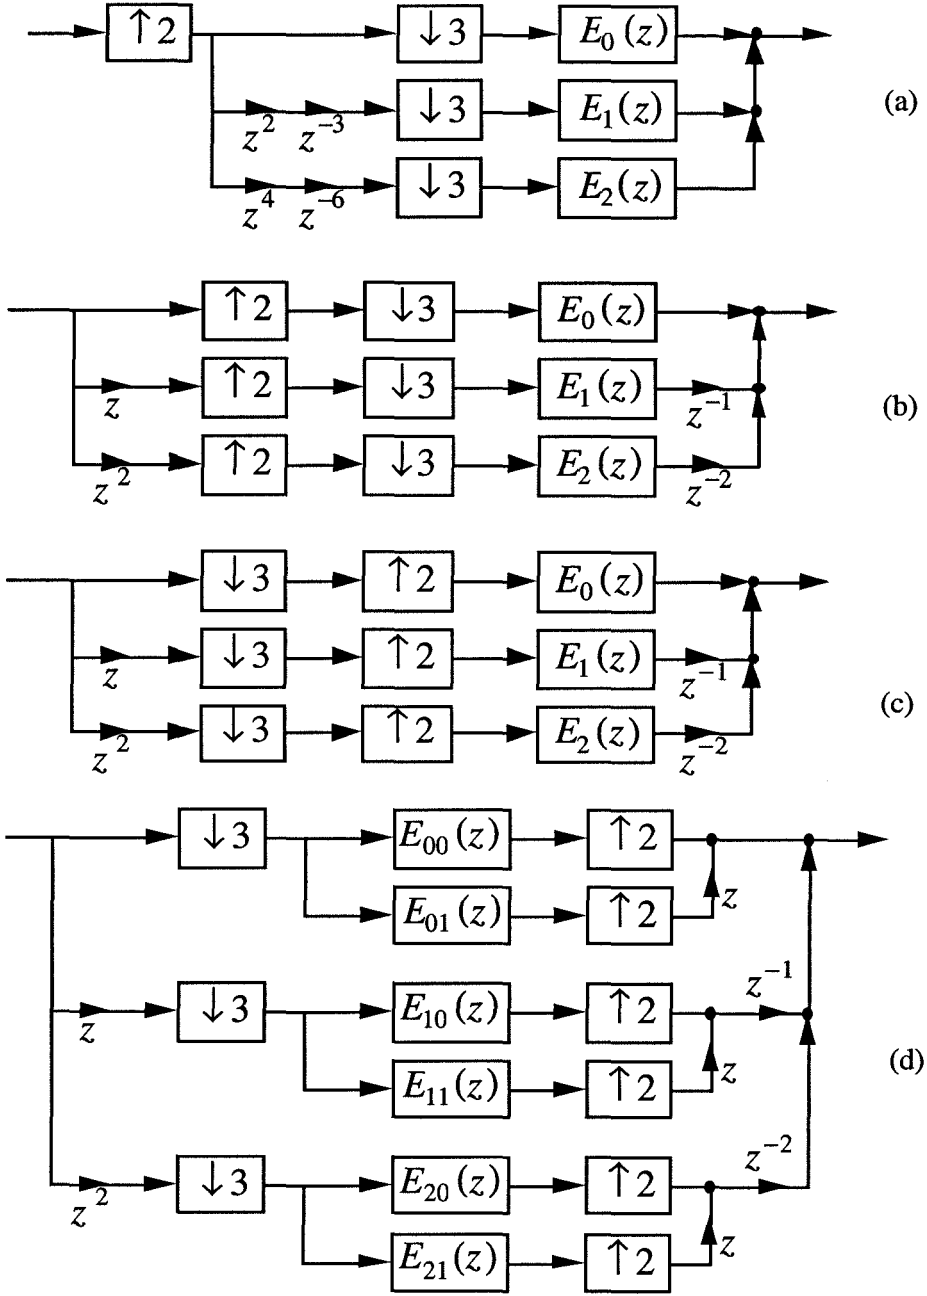 ↑2 ↓3 E₀(z)
z² z⁻³ ↓3 E₁(z) (a)
z⁴ z⁻⁶ ↓3 E₂(z)
↑2 ↓3 E₀(z)
z ↑2 ↓3 E₁(z) z⁻¹ (b)
z² ↑2 ↓3 E₂(z) z⁻²
↓3 ↑2 E₀(z)
z ↓3 ↑2 E₁(z) z⁻¹ (c)
z² ↓3 ↑2 E₂(z) z⁻²
↓3 E₀₀(z) ↑2
E₀₁(z) ↑2 z
z ↓3 E₁₀(z) ↑2 z⁻¹
E₁₁(z) ↑2 z (d)
z² ↓3 E₂₀(z) ↑2 z⁻²
E₂₁(z) ↑2 z